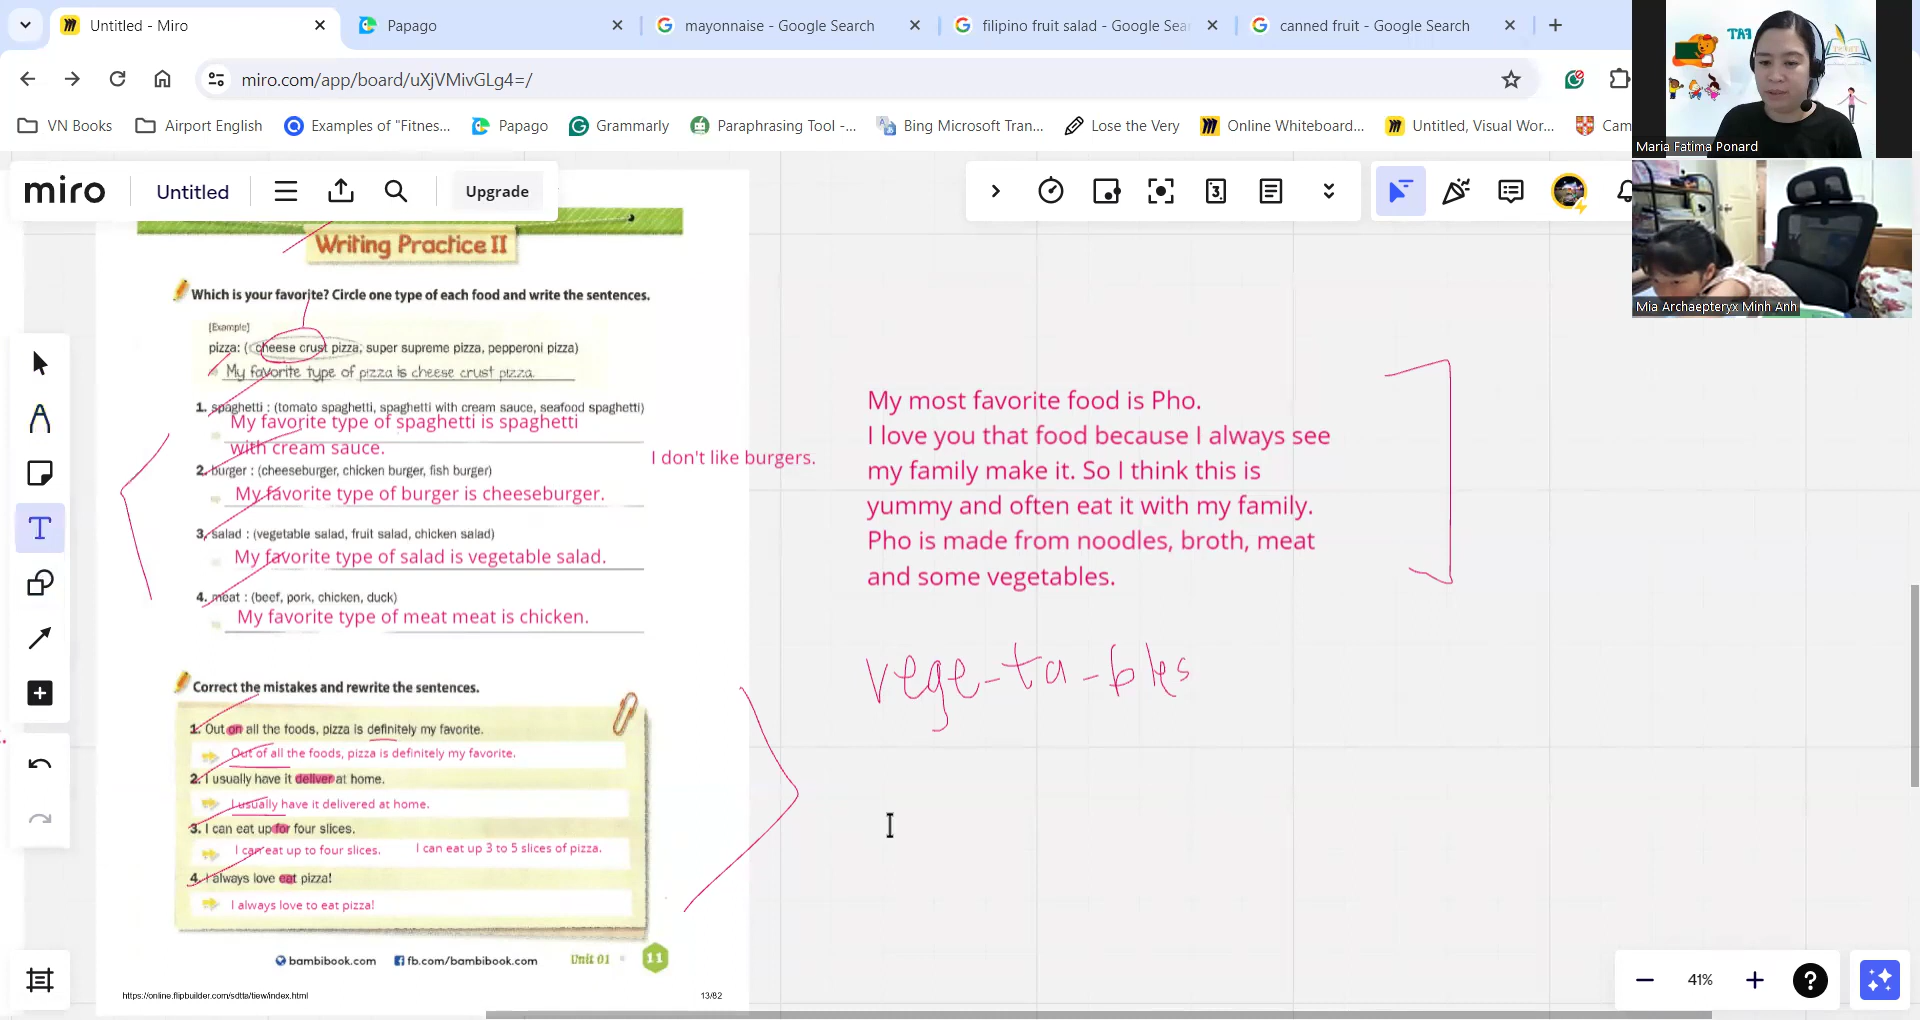 Untitled - Miro
Papago
mayonnaise - Google Search
filipino fruit salad - Google Sea
canned fruit - Google Search
miro.com/app/board/uXjVMivGLg4=/
VN Books
Airport English
Examples of "Fitnes...
Papago
Grammarly
Paraphrasing Tool -...
Bing Microsoft Tran...
Lose the Very
Online Whiteboard...
Untitled, Visual Wor...
Cam
Maria Fatima Ponard
Mia Archaepteryx Minh Anh
miro
Untitled
Upgrade
Writing Practice II
Which is your favorite? Circle one type of each food and write the sentences.
[Example]
pizza: (cheese crust pizza, super supreme pizza, pepperoni pizza)
My favorite type of pizza is cheese crust pizza.
1. spaghetti : (tomato spaghetti, spaghetti with cream sauce, seafood spaghetti)
My favorite type of spaghetti is spaghetti
with cream sauce.
2. burger : (cheeseburger, chicken burger, fish burger)
I don't like burgers.
My favorite type of burger is cheeseburger.
3. salad : (vegetable salad, fruit salad, chicken salad)
My favorite type of salad is vegetable salad.
4. meat : (beef, pork, chicken, duck)
My favorite type of meat meat is chicken.
Correct the mistakes and rewrite the sentences.
1. Out on all the foods, pizza is definitely my favorite.
Out of all the foods, pizza is definitely my favorite.
2. I usually have it deliver at home.
I usually have it delivered at home.
3. I can eat up for four slices.
I can eat up to four slices.
I can eat up 3 to 5 slices of pizza.
4. I always love eat pizza!
I always love to eat pizza!
bambibook.com
fb.com/bambibook.com
Unit 01
11
https://online.flipbuilder.com/sdtta/tiew/index.html
13/82
My most favorite food is Pho.
I love you that food because I always see
my family make it. So I think this is
yummy and often eat it with my family.
Pho is made from noodles, broth, meat
and some vegetables.
vege-ta-bles
41%